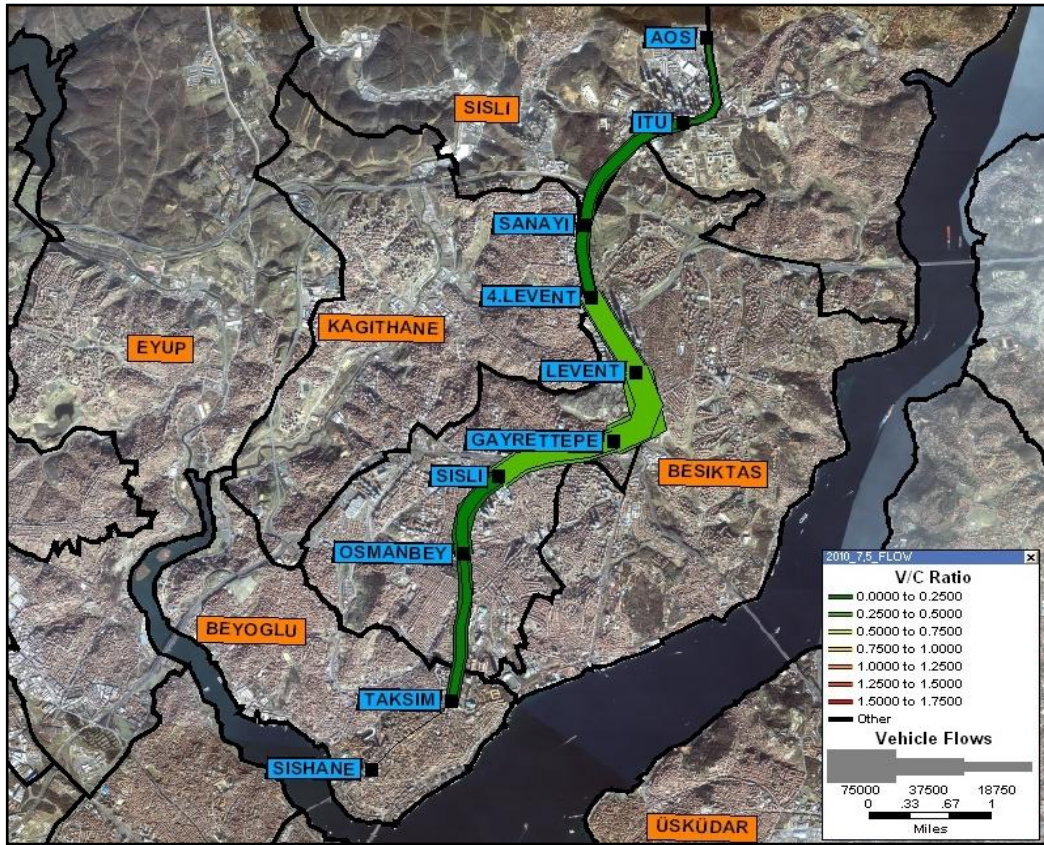 AOS
SISLI
ITÜ
SANAYI
4.LEVENT
KAGITHANE
EYUP
LEVENT
GAYRETTEPE
BESIKTAS
SISLI
OSMANBEY
BEYOGLU
TAKSIM
SISHANE
ÜSKÜDAR
2010_7,5_FLOW
V/C Ratio
0.0000 to 0.2500
0.2500 to 0.5000
0.5000 to 0.7500
0.7500 to 1.0000
1.0000 to 1.2500
1.2500 to 1.5000
1.5000 to 1.7500
Other
Vehicle Flows
75000 37500 18750
0 .33 .67 1
Miles